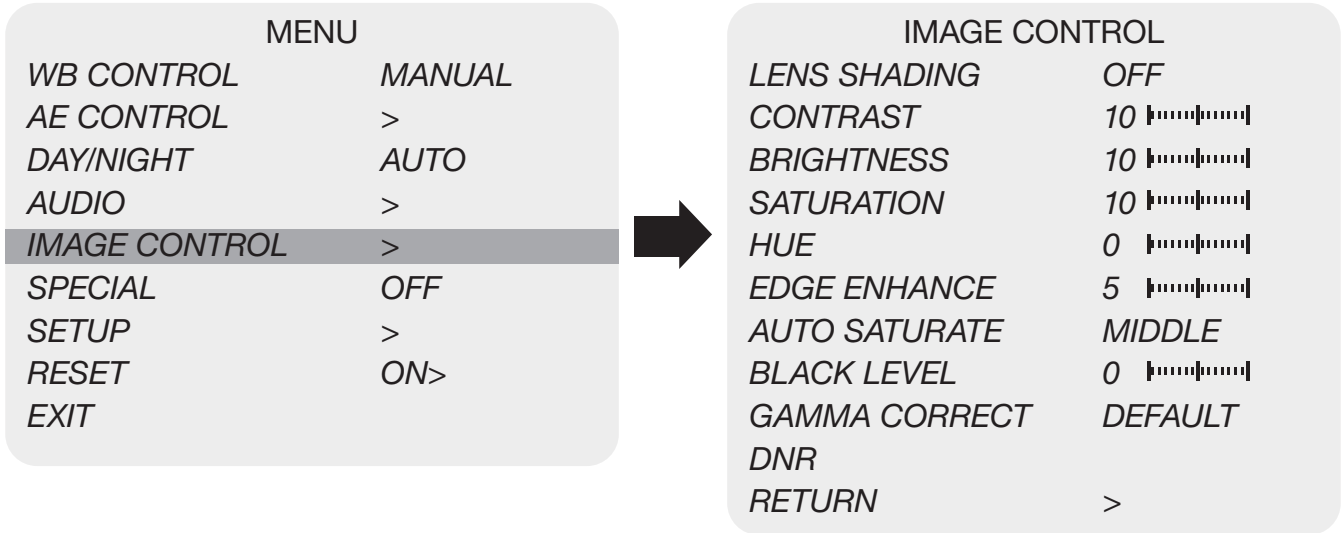 MENU
WB CONTROL MANUAL
AE CONTROL >
DAY/NIGHT AUTO
AUDIO >
IMAGE CONTROL >
SPECIAL OFF
SETUP >
RESET ON>
EXIT
IMAGE CONTROL
LENS SHADING OFF
CONTRAST 10
BRIGHTNESS 10
SATURATION 10
HUE 0
EDGE ENHANCE 5
AUTO SATURATE MIDDLE
BLACK LEVEL 0
GAMMA CORRECT DEFAULT
DNR
RETURN >